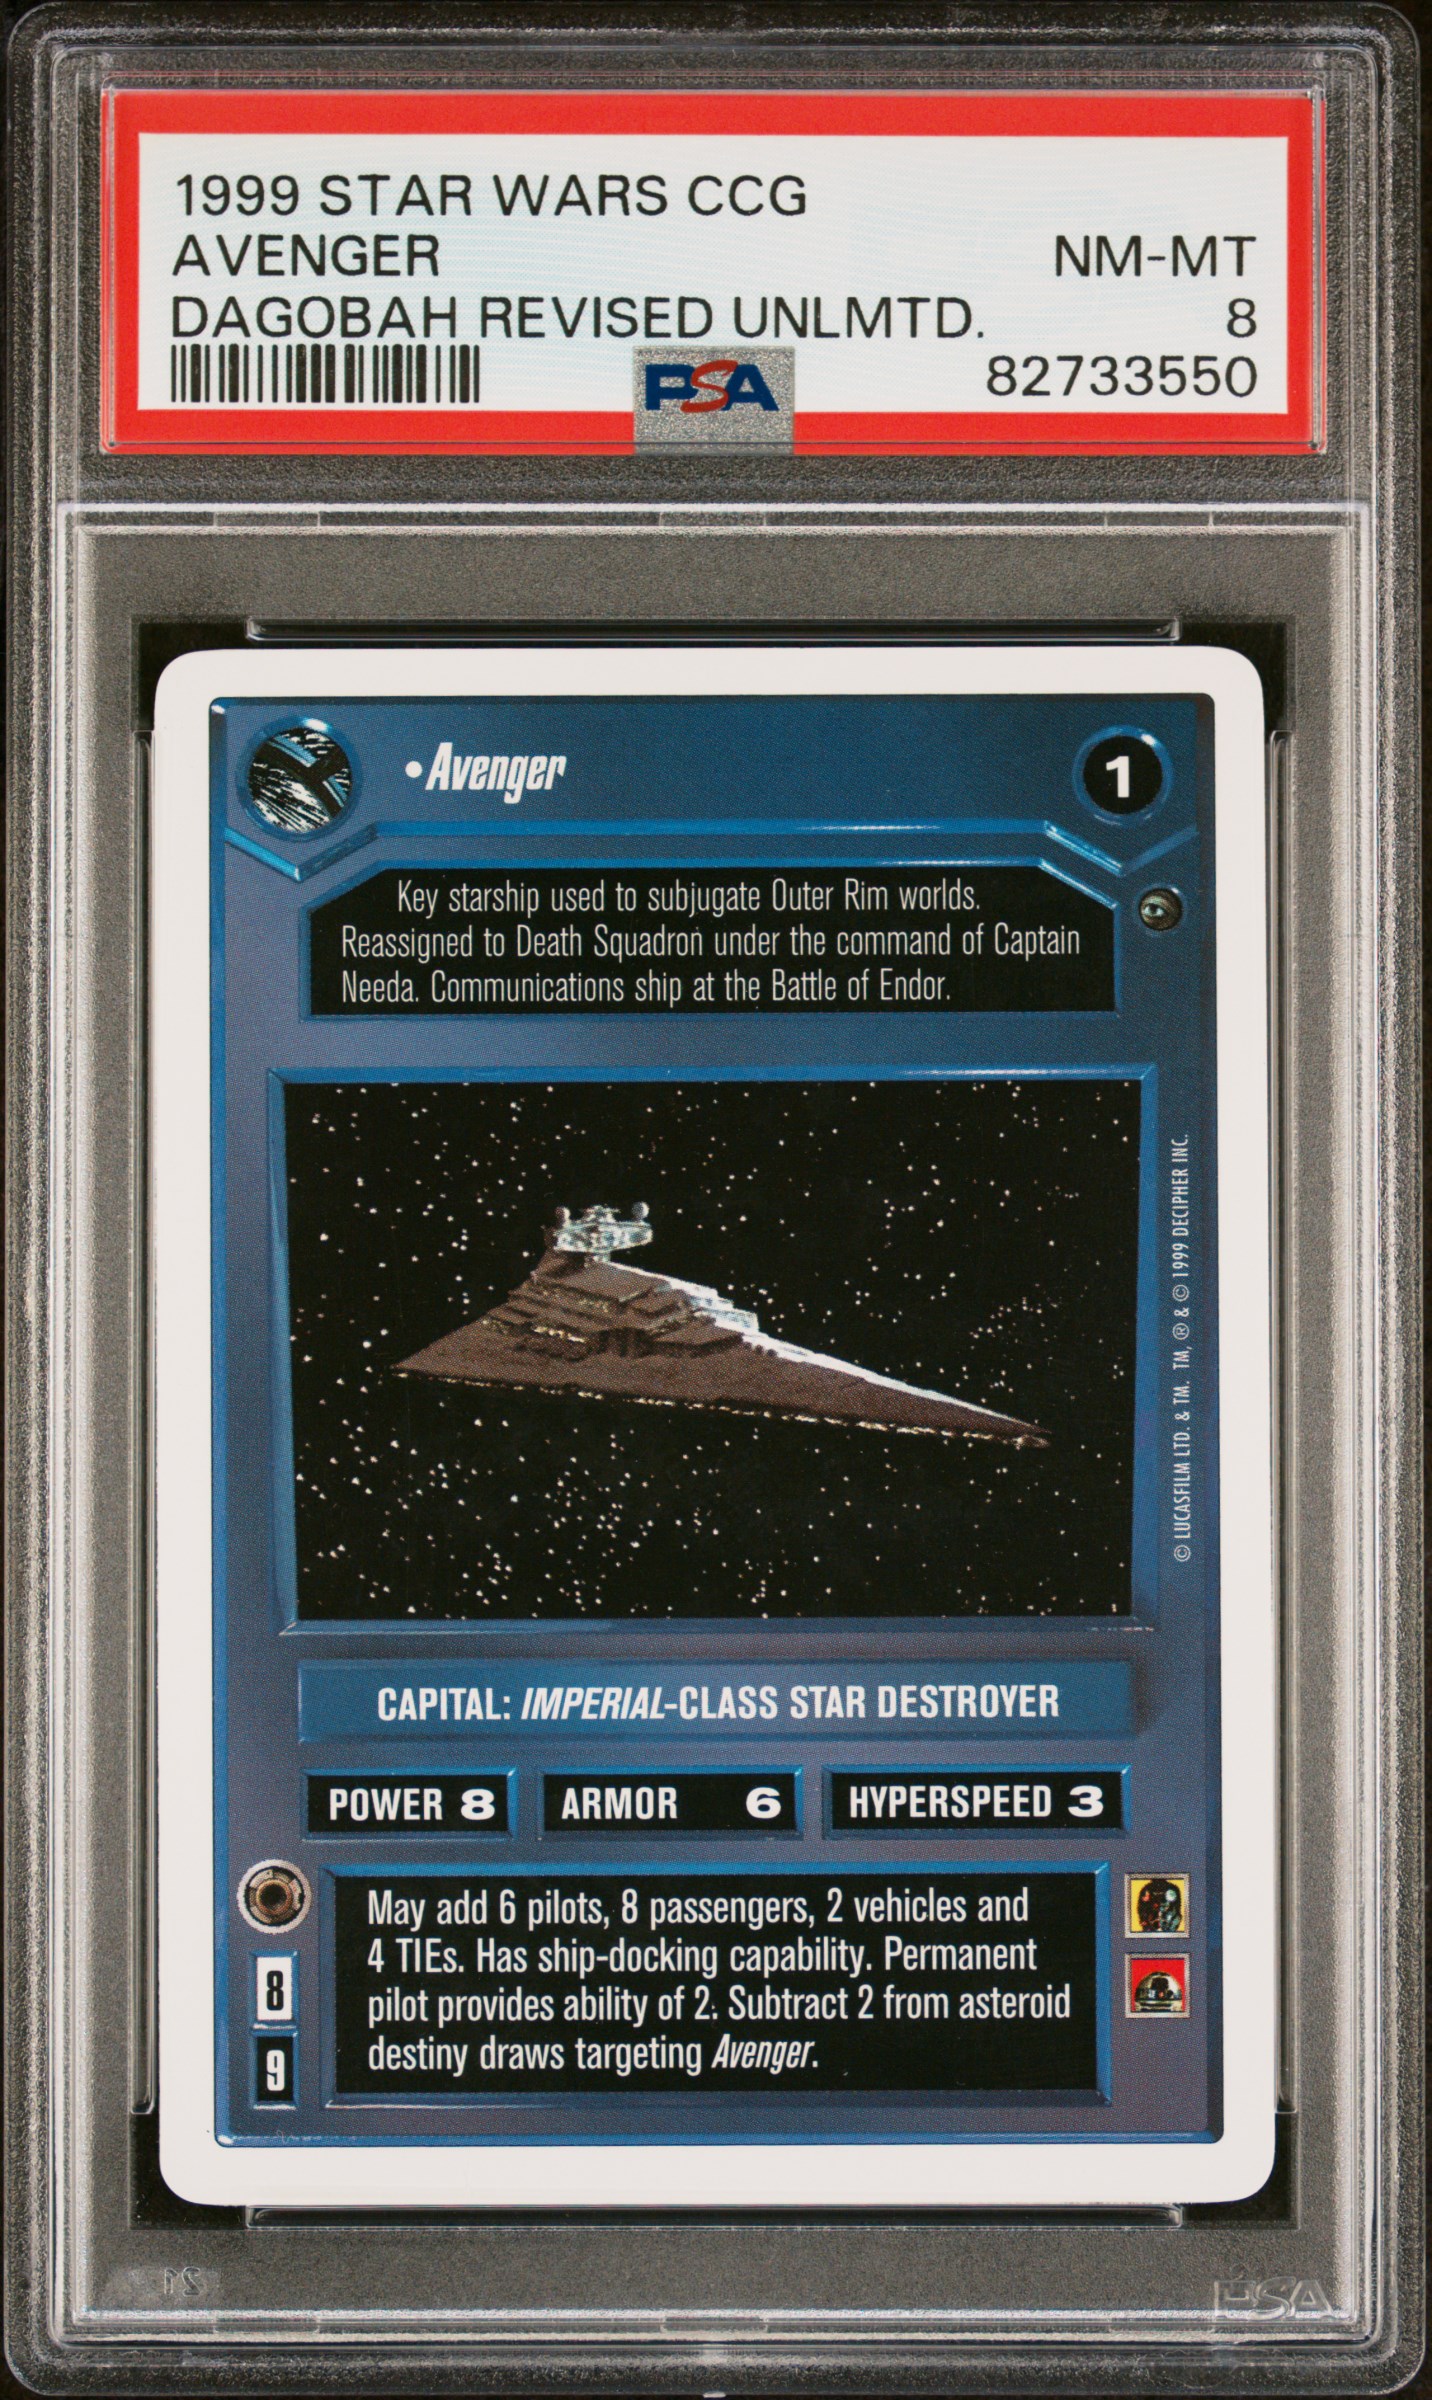 1999 STAR WARS CCG
AVENGER NM-MT
DAGOBAH REVISED UNLMTD. 8
PSA 82733550
•Avenger 1
Key starship used to subjugate Outer Rim worlds.
Reassigned to Death Squadron under the command of Captain
Needa. Communications ship at the Battle of Endor.
© LUCASFILM LTD. & TM. TM, ® & © 1999 DECIPHER INC.
CAPITAL: IMPERIAL-CLASS STAR DESTROYER
POWER 8 ARMOR 6 HYPERSPEED 3
May add 6 pilots, 8 passengers, 2 vehicles and
4 TIEs. Has ship-docking capability. Permanent
pilot provides ability of 2. Subtract 2 from asteroid
destiny draws targeting Avenger.
8
9
PSA